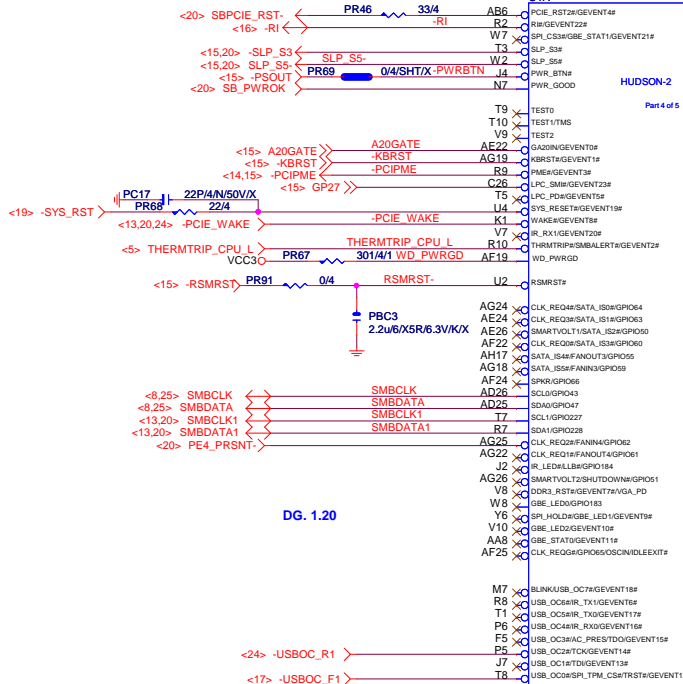 <20> SBPCIE_RST- PR46 33/4 AB6 PCIE_RST2#/GEVENT4#
<16> -RI -RI R2 RI#/GEVENT22#
W7 SPI_CS3#/GBE_STAT1/GEVENT21#
<15,20> -SLP_S3 T3 SLP_S3#
<15,20> SLP_S5- SLP_S5- W2 SLP_S5#
<15> -PSOUT PR69 0/4/SHT/X -PWRBTN J4 PWR_BTN#
<20> SB_PWROK N7 PWR_GOOD
HUDSON-2
Part 4 of 5
T9 TEST0
T10 TEST1/TMS
V9 TEST2
<15> A20GATE A20GATE AE22 GA20IN/GEVENT0#
<15> -KBRST -KBRST AG19 KBRST#/GEVENT1#
<14,15> -PCIPME -PCIPME R9 PME#/GEVENT3#
<15> GP27 C26 LPC_SMI#/GEVENT23#
T5 LPC_PD#/GEVENT5#
PC17 22P/4/N/50V/X
<19> -SYS_RST PR68 22/4 U4 SYS_RESET#/GEVENT19#
<13,20,24> -PCIE_WAKE -PCIE_WAKE K1 WAKE#/GEVENT8#
V7 IR_RX1/GEVENT20#
<5> THERMTRIP_CPU_L THERMTRIP_CPU_L R10 THRMTRIP#/SMBALERT#/GEVENT2#
VCC3 PR67 301/4/1 WD_PWRGD AF19 WD_PWRGD
<15> -RSMRST PR91 0/4 RSMRST- U2 RSMRST#
PBC3
2.2u/6/X5R/6.3V/K/X
AG24 CLK_REQ4#/SATA_IS0#/GPIO64
AE24 CLK_REQ3#/SATA_IS1#/GPIO63
AE26 SMARTVOLT1/SATA_IS2#/GPIO50
AF22 CLK_REQ0#/SATA_IS3#/GPIO60
AH17 SATA_IS4#/FANOUT3/GPIO55
AG18 SATA_IS5#/FANIN3/GPIO59
AF24 SPKR/GPIO66
<8,25> SMBCLK SMBCLK AD26 SCL0/GPIO43
<8,25> SMBDATA SMBDATA AD25 SDA0/GPIO47
<13,20> SMBCLK1 SMBCLK1 T7 SCL1/GPIO227
<13,20> SMBDATA1 SMBDATA1 R7 SDA1/GPIO228
<20> PE4_PRSNT- AG25 CLK_REQ2#/FANIN4/GPIO62
AG22 CLK_REQ1#/FANOUT4/GPIO61
J2 IR_LED#/LLB#/GPIO184
AG26 SMARTVOLT2/SHUTDOWN#/GPIO51
V8 DDR3_RST#/GEVENT7#/VGA_PD
W8 GBE_LED0/GPIO183
Y6 SPI_HOLD#/GBE_LED1/GEVENT9#
V10 GBE_LED2/GEVENT10#
AA8 GBE_STAT0/GEVENT11#
AF25 CLK_REQG#/GPIO65/OSCIN/IDLEEXIT#
DG. 1.20
M7 BLINK/USB_OC7#/GEVENT18#
R8 USB_OC6#/IR_TX1/GEVENT6#
T1 USB_OC5#/IR_TX0/GEVENT17#
P6 USB_OC4#/IR_RX0/GEVENT16#
F5 USB_OC3#/AC_PRES/TDO/GEVENT15#
<24> -USBOC_R1 P5 USB_OC2#/TCK/GEVENT14#
J7 USB_OC1#/TDI/GEVENT13#
<17> -USBOC_F1 T8 USB_OC0#/SPI_TPM_CS#/TRST#/GEVENT1